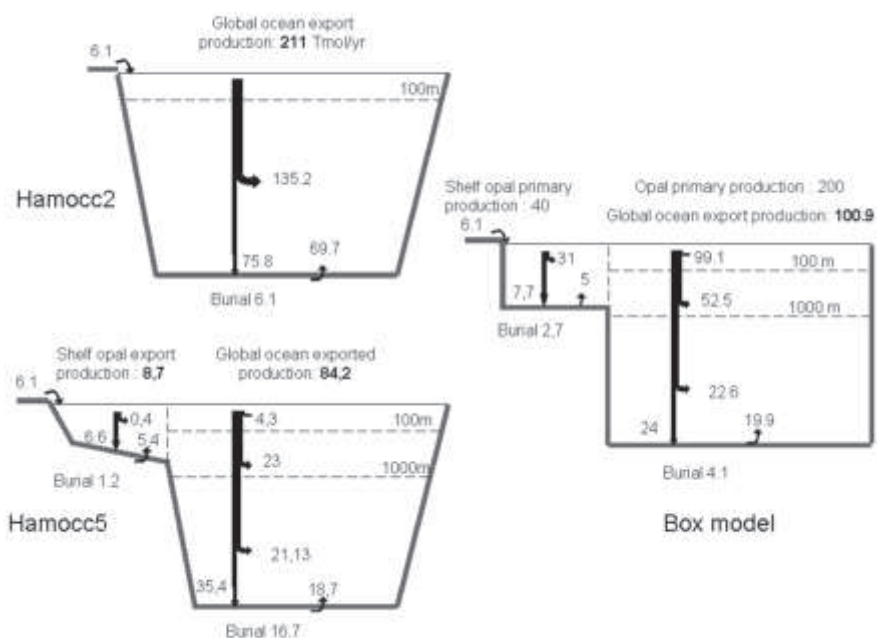 Global ocean export
production: 211 Tmol/yr
6.1
100m
135.2
Hamocc2
75.8
69.7
Burial 6.1
Shelf opal primary
production : 40
Opal primary production : 200
Global ocean export production: 100.9
6.1
31
99.1
100 m
5
7,7
52.5
1000 m
Burial 2,7
22.6
24
19.9
Burial 4.1
Box model
Shelf opal export
production : 8,7
Global ocean exported
production: 84,2
6.1
0,4
4,3
100m
6.6
5,4
23
1000m
Burial 1.2
Hamocc5
21,13
35,4
18,7
Burial 16,7